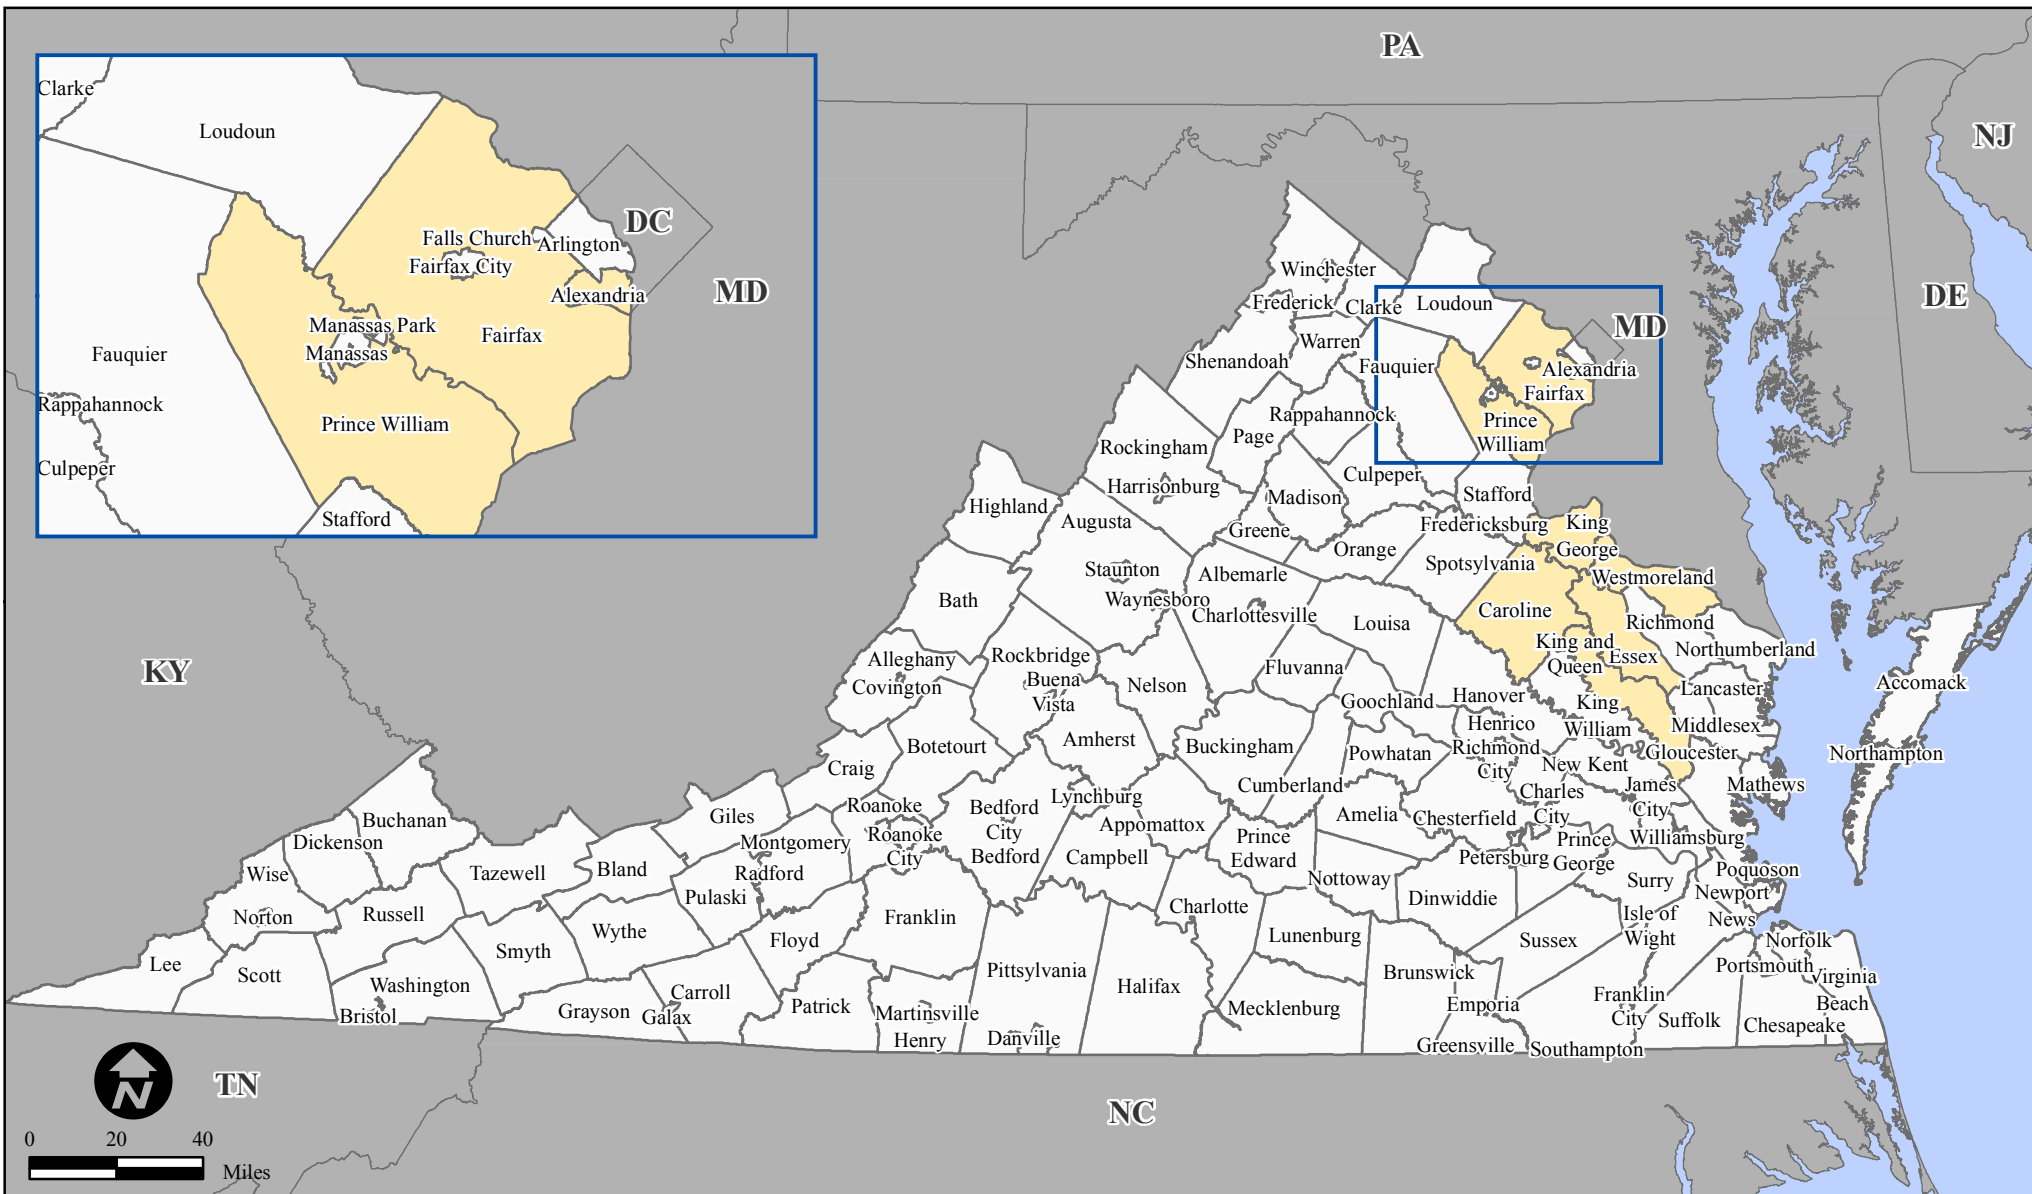 PA
NJ
DE
MD
MD
DC
KY
TN
NC
Clarke
Loudoun
Falls Church
Arlington
Fairfax City
Alexandria
Manassas Park
Fairfax
Manassas
Fauquier
Rappahannock
Prince William
Culpeper
Stafford
Winchester
Frederick
Clarke
Loudoun
Warren
Shenandoah
Fauquier
Alexandria
Fairfax
Prince
William
Rappahannock
Page
Rockingham
Harrisonburg
Culpeper
Madison
Stafford
Highland
Augusta
Greene
Fredericksburg
King
George
Orange
Spotsylvania
Staunton
Albemarle
Westmoreland
Bath
Waynesboro
Charlottesville
Louisa
Caroline
Richmond
King and
Queen
Essex
Northumberland
Alleghany
Rockbridge
Covington
Buena
Vista
Nelson
Fluvanna
Goochland
Hanover
King
William
Lancaster
Accomack
Middlesex
Henrico
Botetourt
Amherst
Buckingham
Powhatan
Richmond
City
Gloucester
Northampton
New Kent
Craig
Cumberland
James
City
Mathews
Charles
City
Lynchburg
Roanoke
Bedford
City
Giles
Buchanan
Dickenson
Roanoke
City
Appomattox
Amelia
Chesterfield
Montgomery
Bedford
Campbell
Prince
Edward
Petersburg
Prince
George
Williamsburg
Wise
Tazewell
Bland
Radford
Nottoway
Poquoson
Pulaski
Surry
Newport
News
Dinwiddie
Norton
Russell
Franklin
Charlotte
Isle of
Wight
Wythe
Floyd
Lunenburg
Sussex
Norfolk
Lee
Scott
Smyth
Portsmouth
Virginia
Beach
Washington
Pittsylvania
Halifax
Brunswick
Carroll
Patrick
Emporia
Franklin
City
Bristol
Grayson
Galax
Martinsville
Mecklenburg
Suffolk
Chesapeake
Henry
Danville
Greensville
Southampton
N
0 20 40
Miles